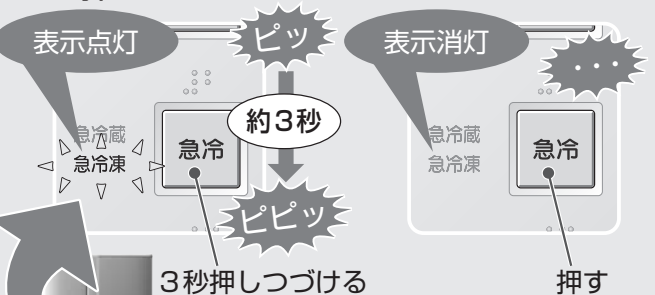 表示点灯
ピッ
急冷蔵
急冷凍
急冷
約3秒
ピピッ
3秒押しつづける
表示消灯
・・・
急冷蔵
急冷凍
急冷
押す